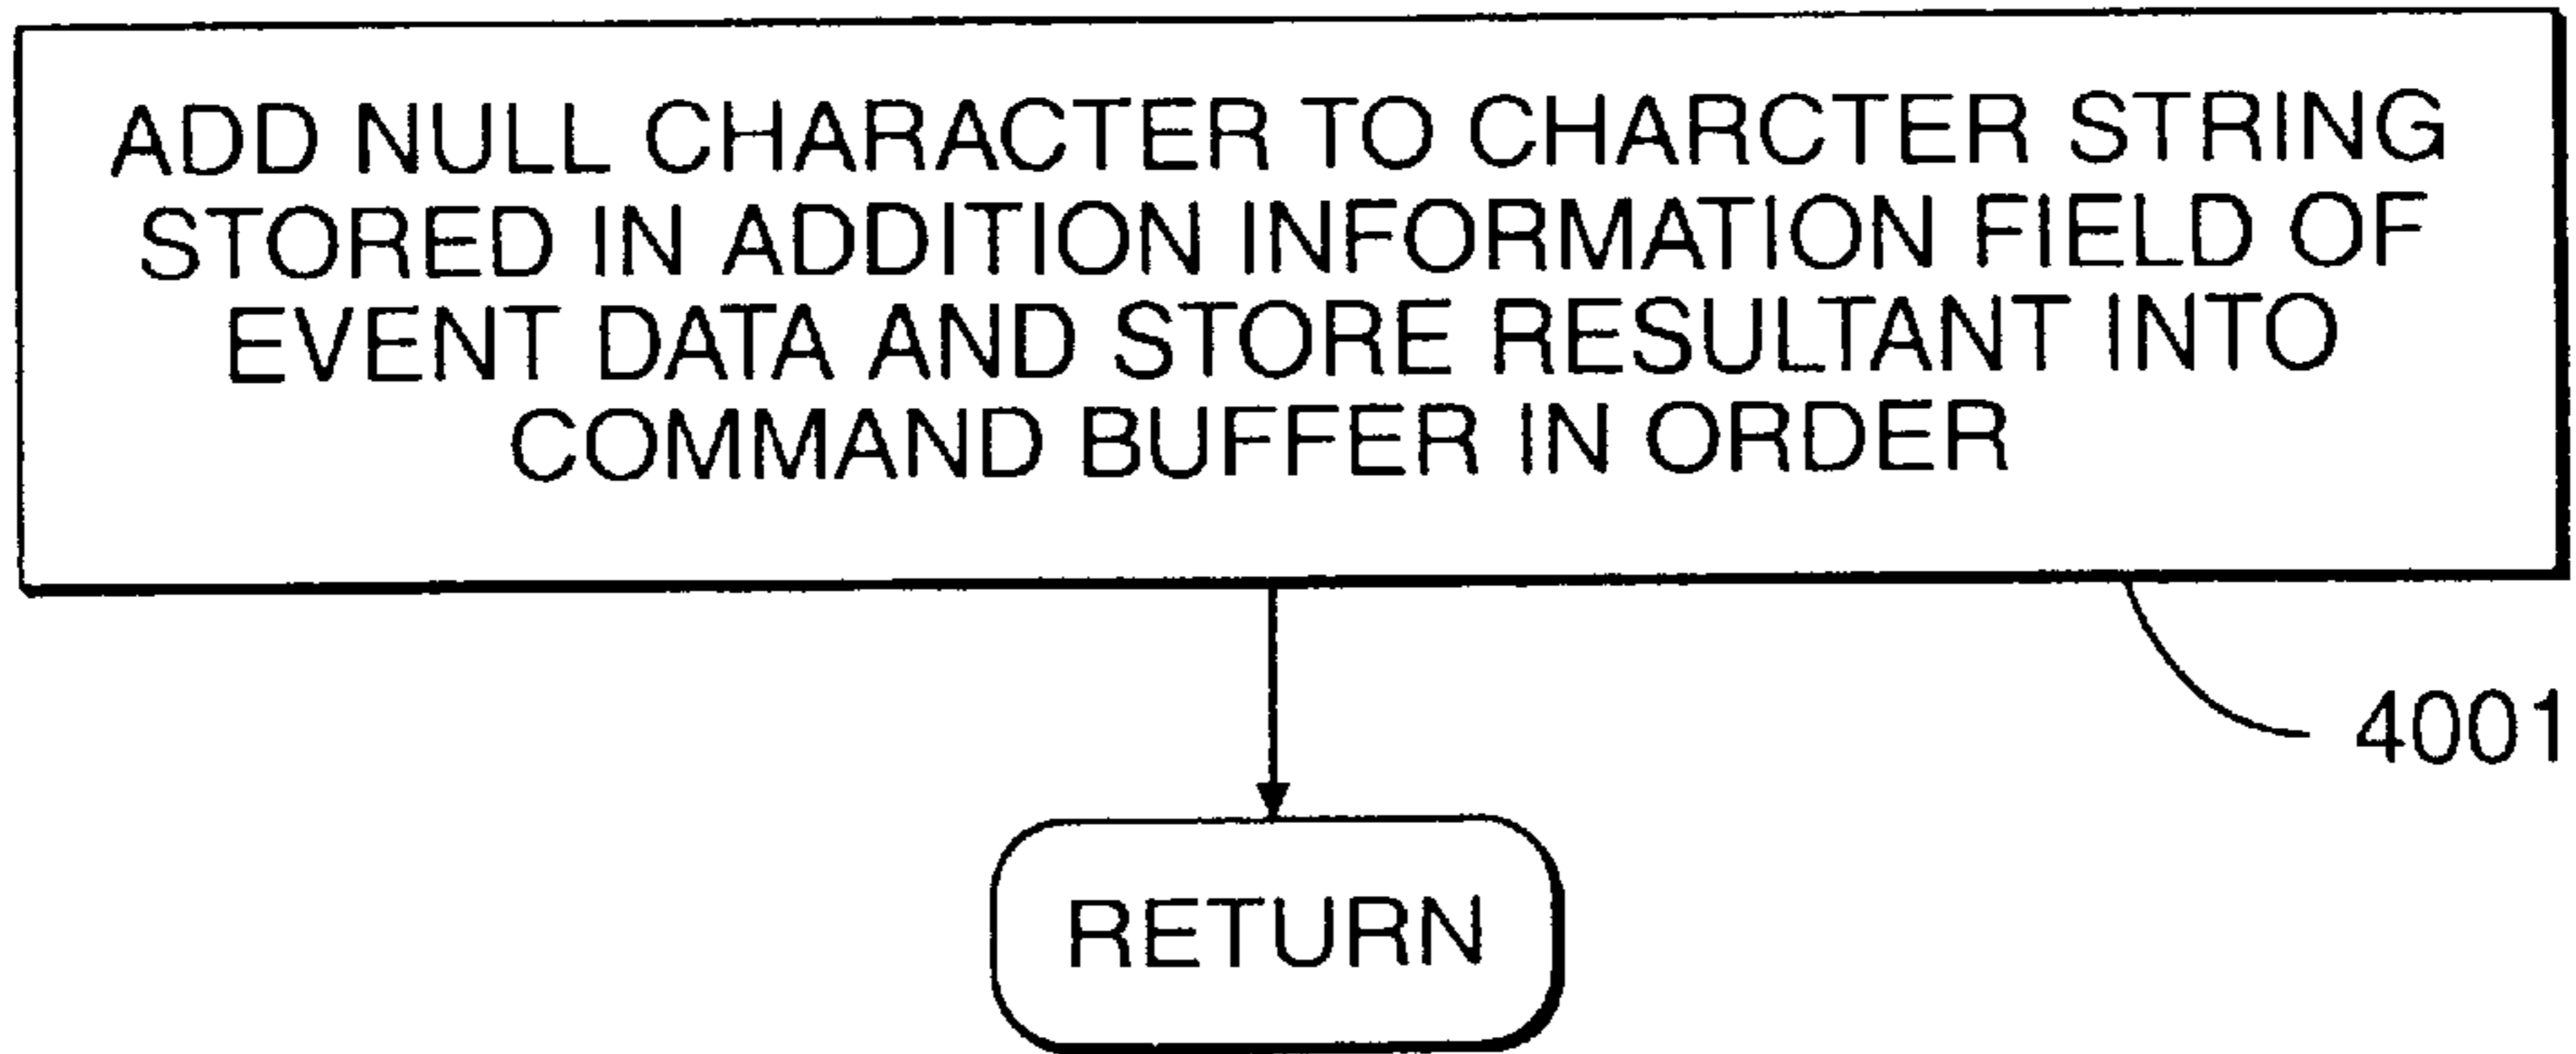 ADD NULL CHARACTER TO CHARCTER STRING
STORED IN ADDITION INFORMATION FIELD OF
EVENT DATA AND STORE RESULTANT INTO
COMMAND BUFFER IN ORDER
4001
RETURN